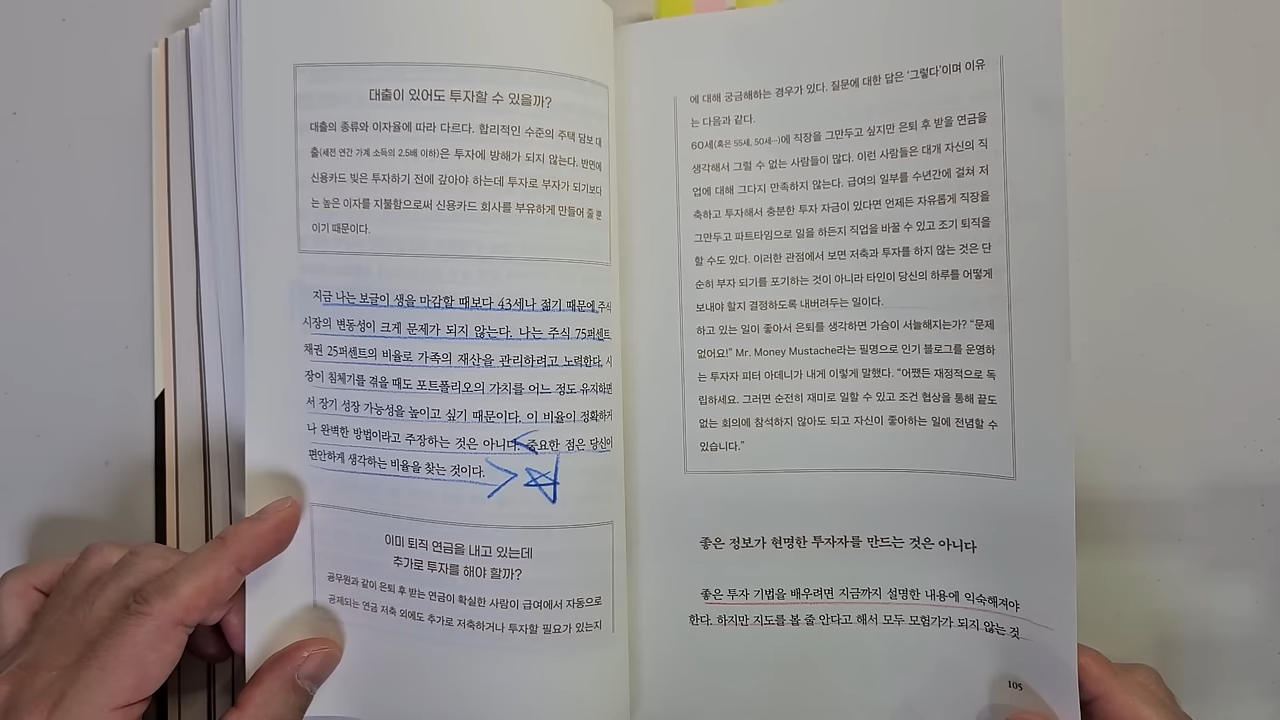 대출이 있어도 투자할 수 있을까?
대출의 종류와 이자율에 따라 다르다. 합리적인 수준의 주택 담보 대
출(세전 연간 가계 소득의 2.5배 이하)은 투자에 방해가 되지 않는다. 반면에
신용카드 빚은 투자하기 전에 갚아야 하는데 투자로 부자가 되기보다
는 높은 이자를 지불함으로써 신용카드 회사를 부유하게 만들어 줄 뿐
이기 때문이다.
지금 나는 보글이 생을 마감할 때보다 43세나 젊기 때문에 주식
시장의 변동성이 크게 문제가 되지 않는다. 나는 주식 75퍼센트
채권 25퍼센트의 비율로 가족의 재산을 관리하려고 노력한다. 시
장이 침체기를 겪을 때도 포트폴리오의 가치를 어느 정도 유지하면
서 장기 성장 가능성을 높이고 싶기 때문이다. 이 비율이 정확하거
나 완벽한 방법이라고 주장하는 것은 아니다. 중요한 점은 당신이
편안하게 생각하는 비율을 찾는 것이다.
이미 퇴직 연금을 내고 있는데
추가로 투자를 해야 할까?
공무원과 같이 은퇴 후 받는 연금이 확실한 사람이 급여에서 자동으로
공제되는 연금 저축 외에도 추가로 저축하거나 투자할 필요가 있는지
에 대해 궁금해하는 경우가 있다. 질문에 대한 답은 '그렇다'이며 이유
는 다음과 같다.
60세(혹은 55세, 50세…)에 직장을 그만두고 싶지만 은퇴 후 받을 연금을
생각해서 그럴 수 없는 사람들이 많다. 이런 사람들은 대개 자신의 직
업에 대해 그다지 만족하지 않는다. 급여의 일부를 수년간에 걸쳐 저
축하고 투자해서 충분한 투자 자금이 있다면 언제든 자유롭게 직장을
그만두고 파트타임으로 일을 하든지 직업을 바꿀 수 있고 조기 퇴직을
할 수도 있다. 이러한 관점에서 보면 저축과 투자를 하지 않는 것은 단
순히 부자 되기를 포기하는 것이 아니라 타인이 당신의 하루를 어떻게
보내야 할지 결정하도록 내버려두는 일이다.
하고 있는 일이 좋아서 은퇴를 생각하면 가슴이 서늘해지는가? "문제
없어요!" Mr. Money Mustache라는 필명으로 인기 블로그를 운영하
는 투자자 피터 아데니가 내게 이렇게 말했다. "어쨌든 재정적으로 독
립하세요. 그러면 순전히 재미로 일할 수 있고 조건 협상을 통해 끝도
없는 회의에 참석하지 않아도 되고 자신이 좋아하는 일에 전념할 수
있습니다."
좋은 정보가 현명한 투자자를 만드는 것은 아니다
좋은 투자 기법을 배우려면 지금까지 설명한 내용에 익숙해져야
한다. 하지만 지도를 볼 줄 안다고 해서 모두 모험가가 되지 않는 것
105